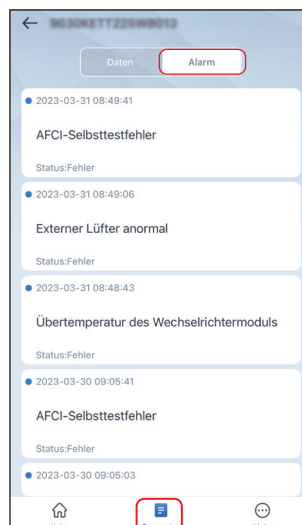 Daten
Alarm
2023-03-31 08:49:41
AFCI-Selbsttestfehler
Status:Fehler
2023-03-31 08:49:06
Externer Lüfter anormal
Status:Fehler
2023-03-31 08:48:43
Übertemperatur des Wechselrichtermoduls
Status:Fehler
2023-03-30 09:05:41
AFCI-Selbsttestfehler
Status:Fehler
2023-03-30 09:05:03